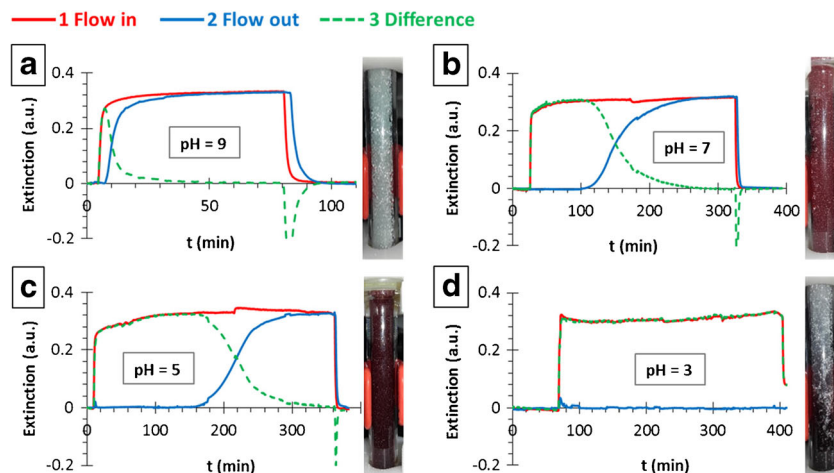 1 Flow in 2 Flow out 3 Difference
a
0.4
0.2
0
-0.2
Extinction (a.u.)
pH = 9
0 50 100
t (min)
b
0.4
0.2
0
-0.2
Extinction (a.u.)
pH = 7
0 100 200 300 400
t (min)
c
0.4
0.2
0
-0.2
Extinction (a.u.)
pH = 5
0 100 200 300
t (min)
d
0.4
0.2
0
-0.2
Extinction (a.u.)
pH = 3
0 100 200 300 400
t (min)